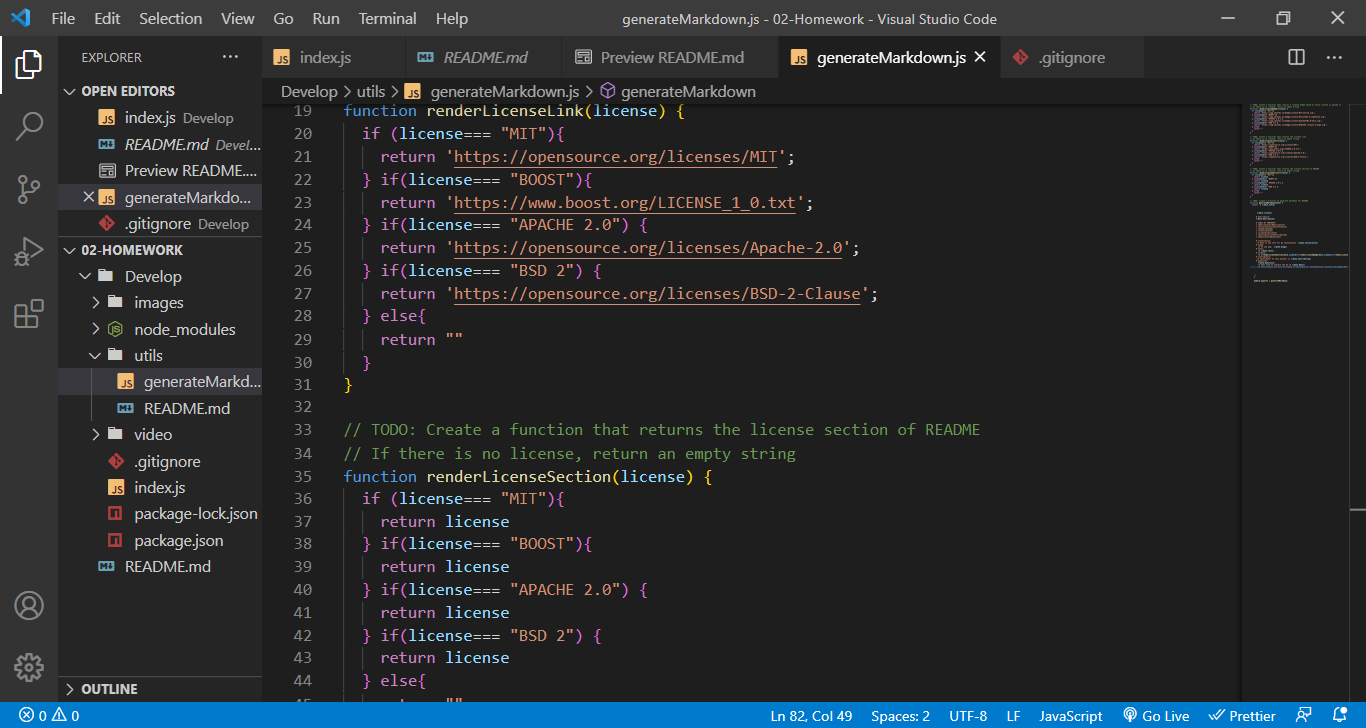 File Edit Selection View Go Run Terminal Help generateMarkdown.js - 02-Homework - Visual Studio Code
EXPLORER ...
index.js README.md Preview README.md generateMarkdown.js .gitignore ...
OPEN EDITORS
index.js Develop
README.md Devel...
Preview README....
generateMarkdo...
.gitignore Develop
02-HOMEWORK
Develop
images
node_modules
utils
generateMarkd...
README.md
video
.gitignore
index.js
package-lock.json
package.json
README.md
OUTLINE
Develop > utils > JS generateMarkdown.js > generateMarkdown
19 function renterLicenseLink(license) {
20 if (license=== "MIT"){
21 return 'https://opensource.org/licenses/MIT';
22 } if(license=== "BOOST"){
23 return 'https://www.boost.org/LICENSE_1_0.txt';
24 } if(license=== "APACHE 2.0") {
25 return 'https://opensource.org/licenses/Apache-2.0';
26 } if(license=== "BSD 2") {
27 return 'https://opensource.org/licenses/BSD-2-Clause';
28 } else{
29 return ""
30 }
31 }
32
33 // TODO: Create a function that returns the license section of README
34 // If there is no license, return an empty string
35 function renderLicenseSection(license) {
36 if (license=== "MIT"){
37 return license
38 } if(license=== "BOOST"){
39 return license
40 } if(license=== "APACHE 2.0") {
41 return license
42 } if(license=== "BSD 2") {
43 return license
44 } else{
0 0 Ln 82, Col 49 Spaces: 2 UTF-8 LF JavaScript Go Live Prettier